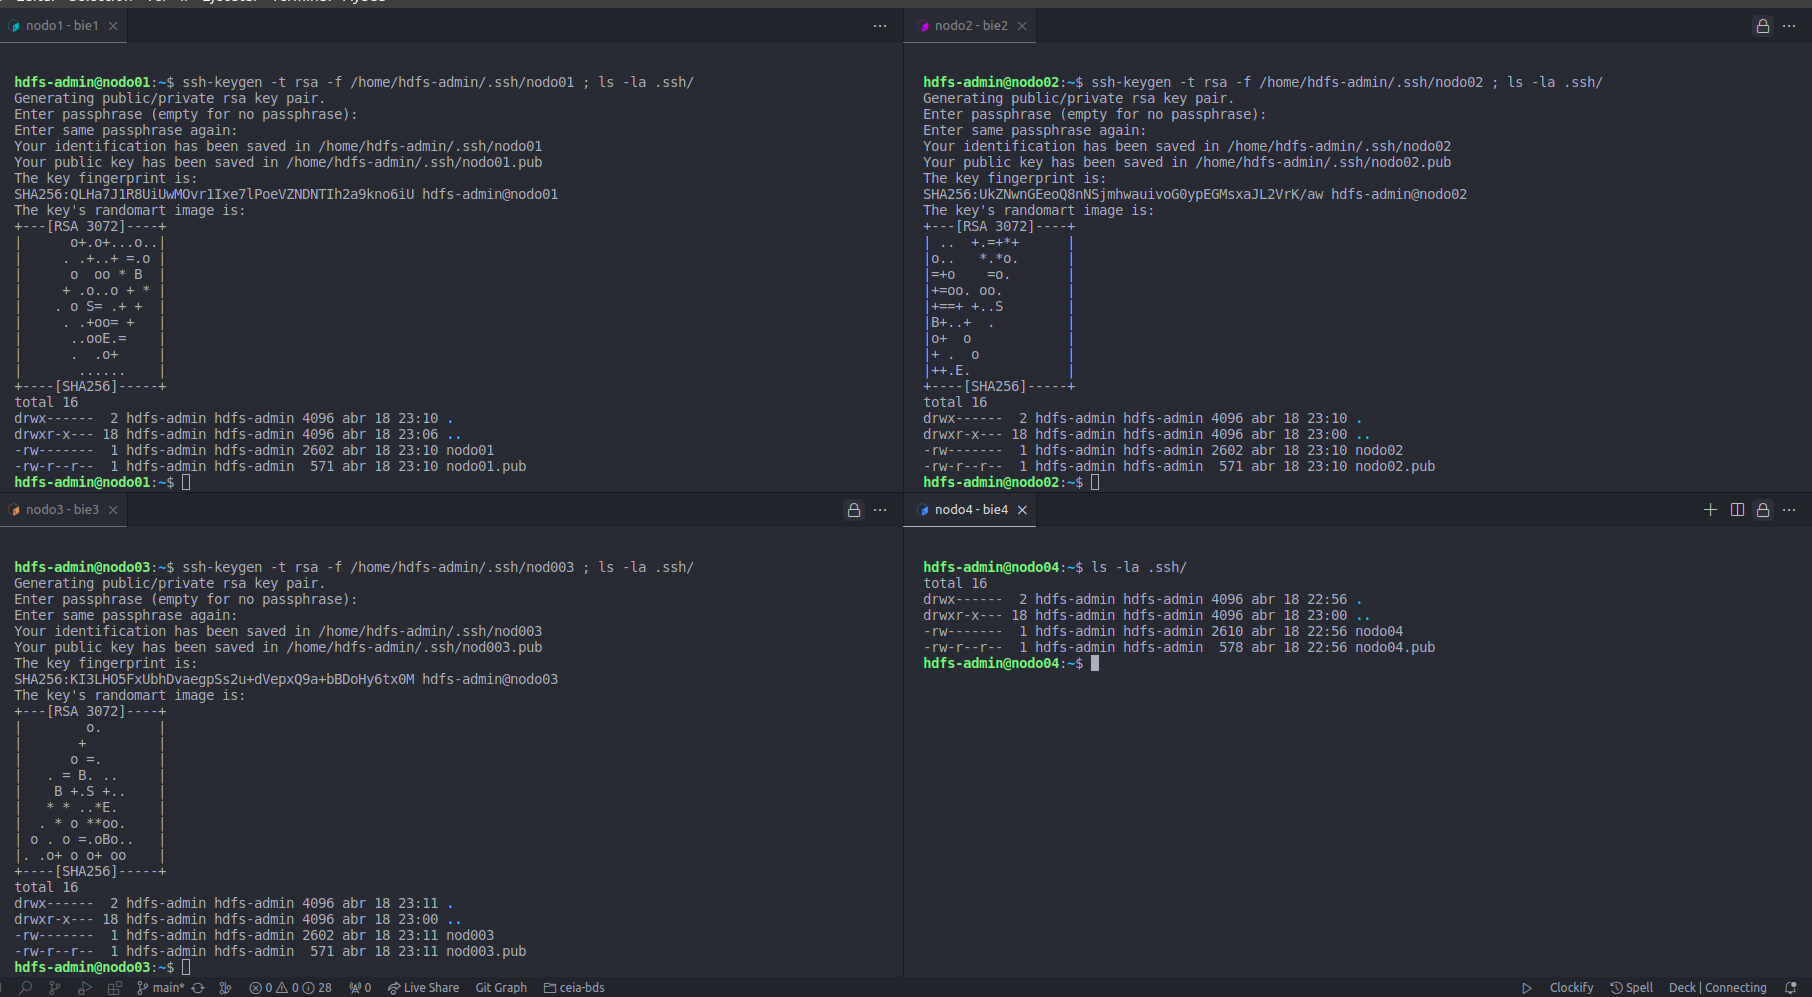 nodo1 - bie1
hdfs-admin@nodo01:~$ ssh-keygen -t rsa -f /home/hdfs-admin/.ssh/nodo01 ; ls -la .ssh/
Generating public/private rsa key pair.
Enter passphrase (empty for no passphrase):
Enter same passphrase again:
Your identification has been saved in /home/hdfs-admin/.ssh/nodo01
Your public key has been saved in /home/hdfs-admin/.ssh/nodo01.pub
The key fingerprint is:
SHA256:QLHa7J1R8UiUwMOvr1Ixe7lPoeVZNDNTIh2a9kno6iU hdfs-admin@nodo01
The key's randomart image is:
+---[RSA 3072]----+
|      o+.o+...o..|
|     . .+..+ =.o |
|      o  oo * B  |
|     + .o..o + * |
|    . o S= .+ +  |
|     . .+oo= +   |
|      ..ooE.=    |
|      .  .o+     |
|       ......    |
+----[SHA256]-----+
total 16
drwx------  2 hdfs-admin hdfs-admin 4096 abr 18 23:10 .
drwxr-x--- 18 hdfs-admin hdfs-admin 4096 abr 18 23:06 ..
-rw-------  1 hdfs-admin hdfs-admin 2602 abr 18 23:10 nodo01
-rw-r--r--  1 hdfs-admin hdfs-admin  571 abr 18 23:10 nodo01.pub
hdfs-admin@nodo01:~$
nodo2 - bie2
hdfs-admin@nodo02:~$ ssh-keygen -t rsa -f /home/hdfs-admin/.ssh/nodo02 ; ls -la .ssh/
Generating public/private rsa key pair.
Enter passphrase (empty for no passphrase):
Enter same passphrase again:
Your identification has been saved in /home/hdfs-admin/.ssh/nodo02
Your public key has been saved in /home/hdfs-admin/.ssh/nodo02.pub
The key fingerprint is:
SHA256:UkZNwnGEeoQ8nNSjmhwauivoG0ypEGMsxaJL2VrK/aw hdfs-admin@nodo02
The key's randomart image is:
+---[RSA 3072]----+
| ..  +.=+*+      |
|o..   *.*o.      |
|=+o    =o.       |
|+=oo. oo.        |
|+==+ +..S        |
|B+..+  .         |
|o+  o            |
|+ .  o           |
|++.E.            |
+----[SHA256]-----+
total 16
drwx------  2 hdfs-admin hdfs-admin 4096 abr 18 23:10 .
drwxr-x--- 18 hdfs-admin hdfs-admin 4096 abr 18 23:00 ..
-rw-------  1 hdfs-admin hdfs-admin 2602 abr 18 23:10 nodo02
-rw-r--r--  1 hdfs-admin hdfs-admin  571 abr 18 23:10 nodo02.pub
hdfs-admin@nodo02:~$
nodo3 - bie3
hdfs-admin@nodo03:~$ ssh-keygen -t rsa -f /home/hdfs-admin/.ssh/nod003 ; ls -la .ssh/
Generating public/private rsa key pair.
Enter passphrase (empty for no passphrase):
Enter same passphrase again:
Your identification has been saved in /home/hdfs-admin/.ssh/nod003
Your public key has been saved in /home/hdfs-admin/.ssh/nod003.pub
The key fingerprint is:
SHA256:KI3LHO5FxUbhDvaegpSs2u+dVepxQ9a+bBDoHy6tx0M hdfs-admin@nodo03
The key's randomart image is:
+---[RSA 3072]----+
|        o.       |
|       +         |
|      o =.       |
|   . = B. ..     |
|    B +.S +..    |
|   * * ..*E.     |
|  . * o **oo.    |
| o . o =.oBo..   |
|. .o+ o o+ oo    |
+----[SHA256]-----+
total 16
drwx------  2 hdfs-admin hdfs-admin 4096 abr 18 23:11 .
drwxr-x--- 18 hdfs-admin hdfs-admin 4096 abr 18 23:00 ..
-rw-------  1 hdfs-admin hdfs-admin 2602 abr 18 23:11 nod003
-rw-r--r--  1 hdfs-admin hdfs-admin  571 abr 18 23:11 nod003.pub
hdfs-admin@nodo03:~$
nodo4 - bie4
hdfs-admin@nodo04:~$ ls -la .ssh/
total 16
drwx------  2 hdfs-admin hdfs-admin 4096 abr 18 22:56 .
drwxr-x--- 18 hdfs-admin hdfs-admin 4096 abr 18 23:00 ..
-rw-------  1 hdfs-admin hdfs-admin 2610 abr 18 22:56 nodo04
-rw-r--r--  1 hdfs-admin hdfs-admin  578 abr 18 22:56 nodo04.pub
hdfs-admin@nodo04:~$
main* 0 0 28 0 Live Share Git Graph ceia-bds Clockify Spell Deck | Connecting